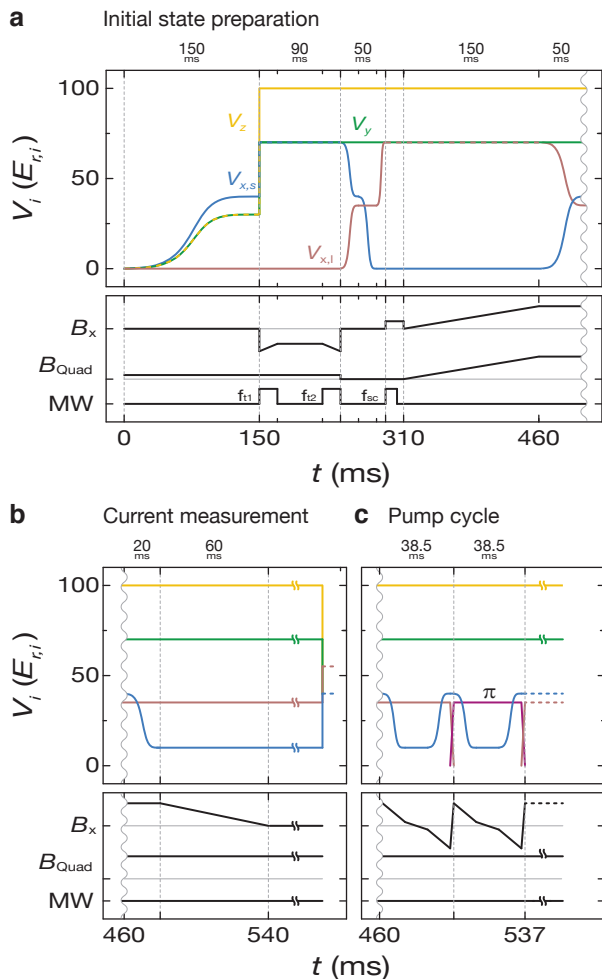 a Initial state preparation
150 ms 90 ms 50 ms 150 ms 50 ms
100
V_z
V_y
V_x,s
50
V_x,l
0
V_i (E_r,i)
B_x
B_Quad
MW
f_t1 f_t2 f_sc
0 150 310 460
t (ms)
b Current measurement
c Pump cycle
20 ms 60 ms
38.5 ms 38.5 ms
100
50
π
0
V_i (E_r,i)
B_x
B_Quad
MW
460 540
460 537
t (ms)
t (ms)